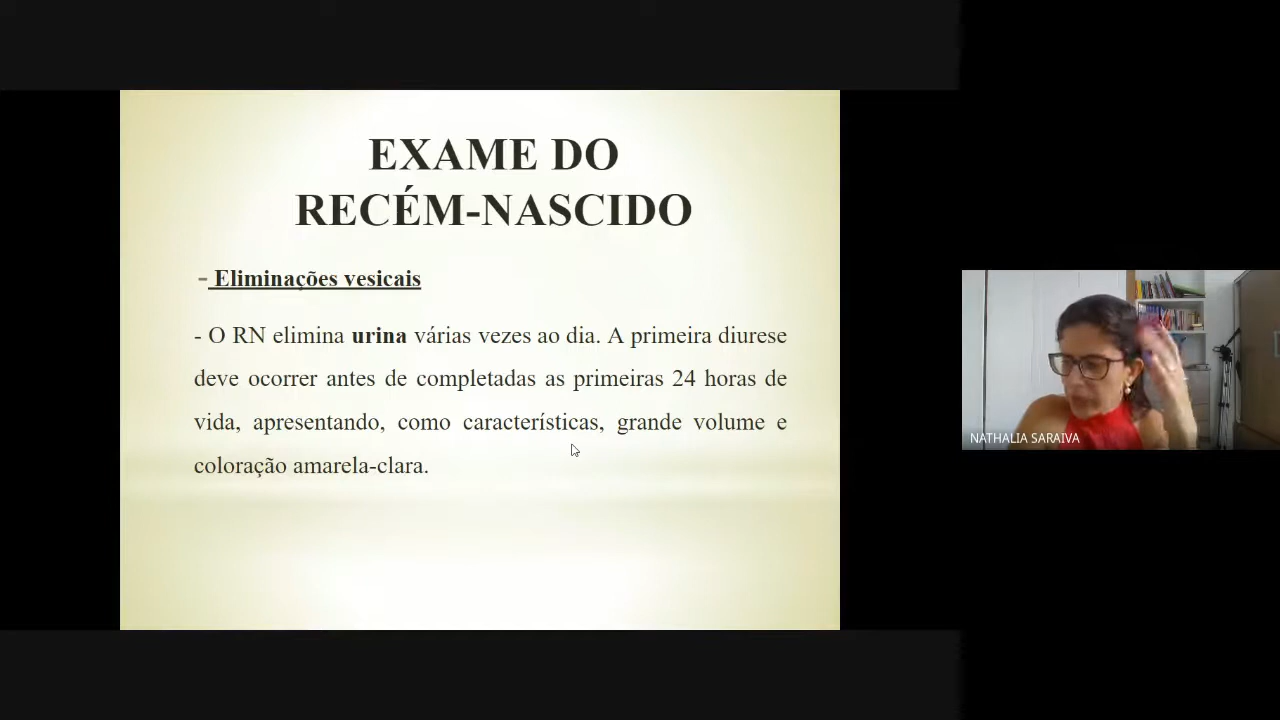 EXAME DO
RECÉM-NASCIDO
- Eliminações vesicais
- O RN elimina urina várias vezes ao dia. A primeira diurese
deve ocorrer antes de completadas as primeiras 24 horas de
vida, apresentando, como características, grande volume e
coloração amarela-clara.
NATHALIA SARAIVA